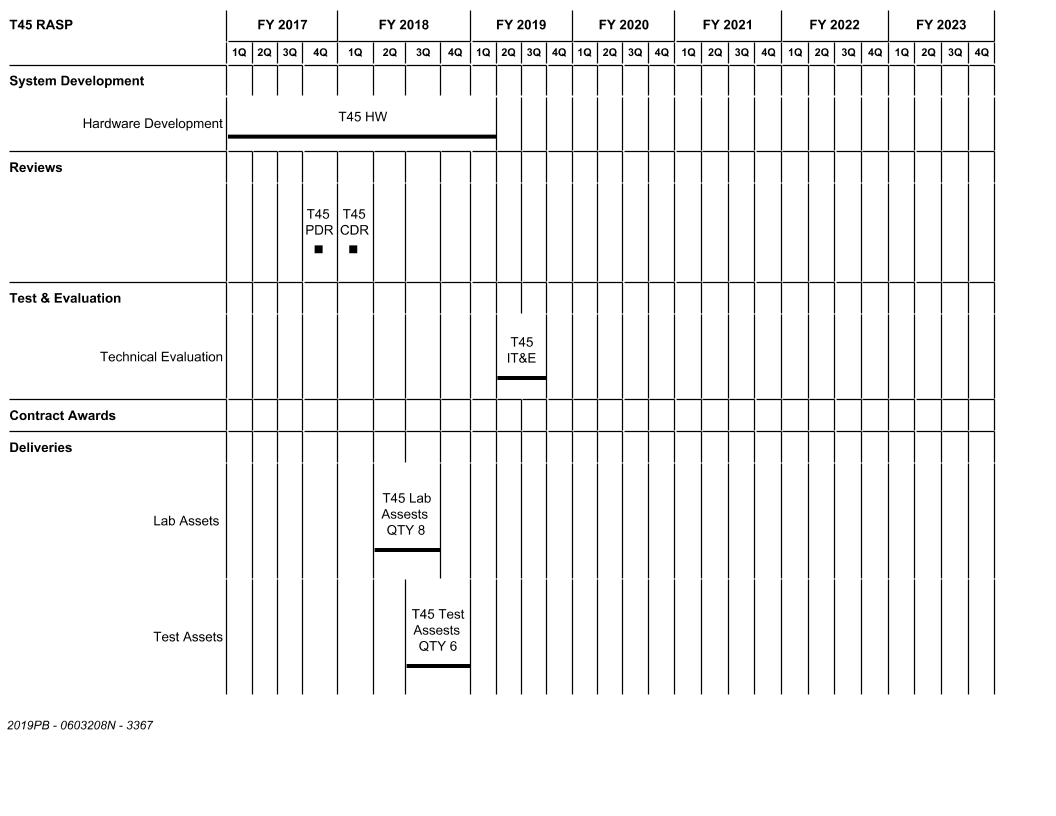 T45 RASP FY 2017 FY 2018 FY 2019 FY 2020 FY 2021 FY 2022 FY 2023
1Q 2Q 3Q 4Q 1Q 2Q 3Q 4Q 1Q 2Q 3Q 4Q 1Q 2Q 3Q 4Q 1Q 2Q 3Q 4Q 1Q 2Q 3Q 4Q 1Q 2Q 3Q 4Q
System Development
Hardware Development
T45 HW
Reviews
T45
PDR
T45
CDR
Test & Evaluation
Technical Evaluation
T45
IT&E
Contract Awards
Deliveries
Lab Assets
T45 Lab
Assests
QTY 8
Test Assets
T45 Test
Assests
QTY 6
2019PB - 0603208N - 3367